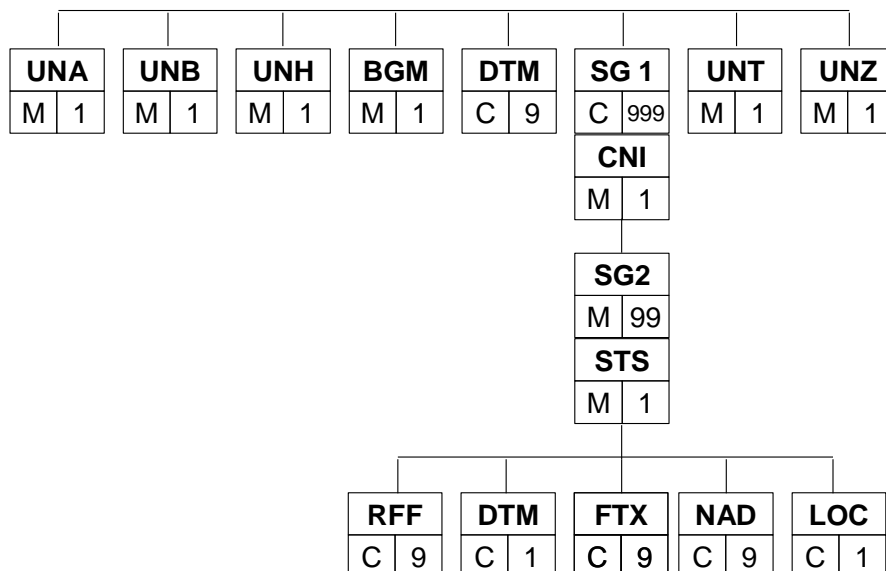 UNA UNB UNH BGM DTM SG 1 UNT UNZ
M 1 M 1 M 1 M 1 C 9 C 999 M 1 M 1
CNI
M 1
SG2
M 99
STS
M 1
RFF DTM FTX NAD LOC
C 9 C 1 C 9 C 9 C 1